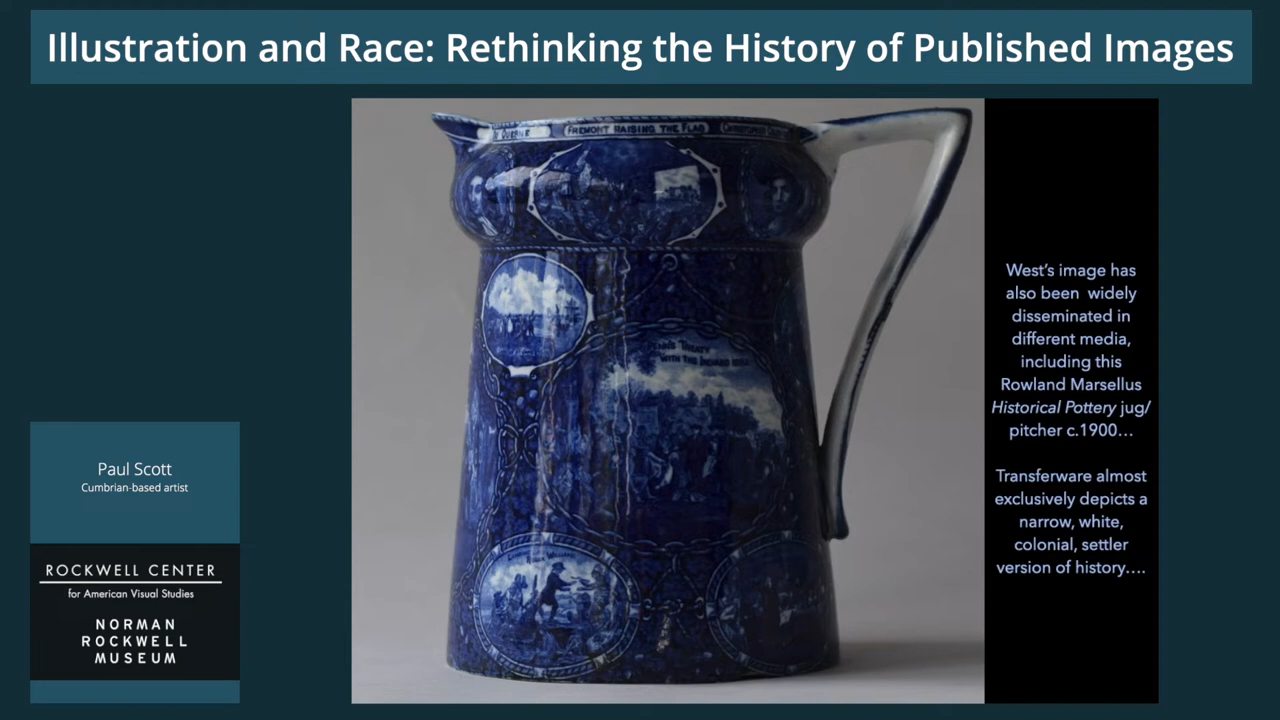 Illustration and Race: Rethinking the History of Published Images
FREMONT RAISING THE FLAG
TREATY
WITH THE
West's image has
also been widely
disseminated in
different media,
including this
Rowland Marsellus
Historical Pottery jug/
pitcher c.1900…
Transferware almost
exclusively depicts a
narrow, white,
colonial, settler
version of history….
Paul Scott
Cumbrian-based artist
ROCKWELL CENTER
for American Visual Studies
NORMAN
ROCKWELL
MUSEUM